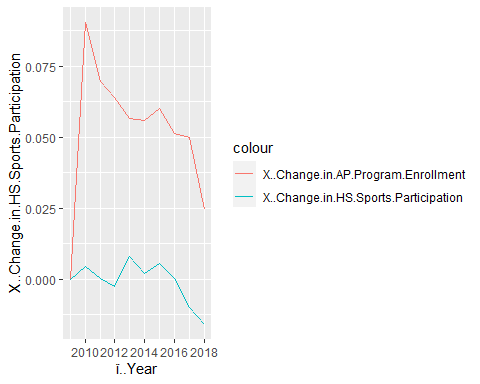 X..Change.in.HS.Sports.Participation
0.075
0.050
0.025
0.000
2010 2012 2014 2016 2018
ï..Year
colour
X..Change.in.AP.Program.Enrollment
X..Change.in.HS.Sports.Participation